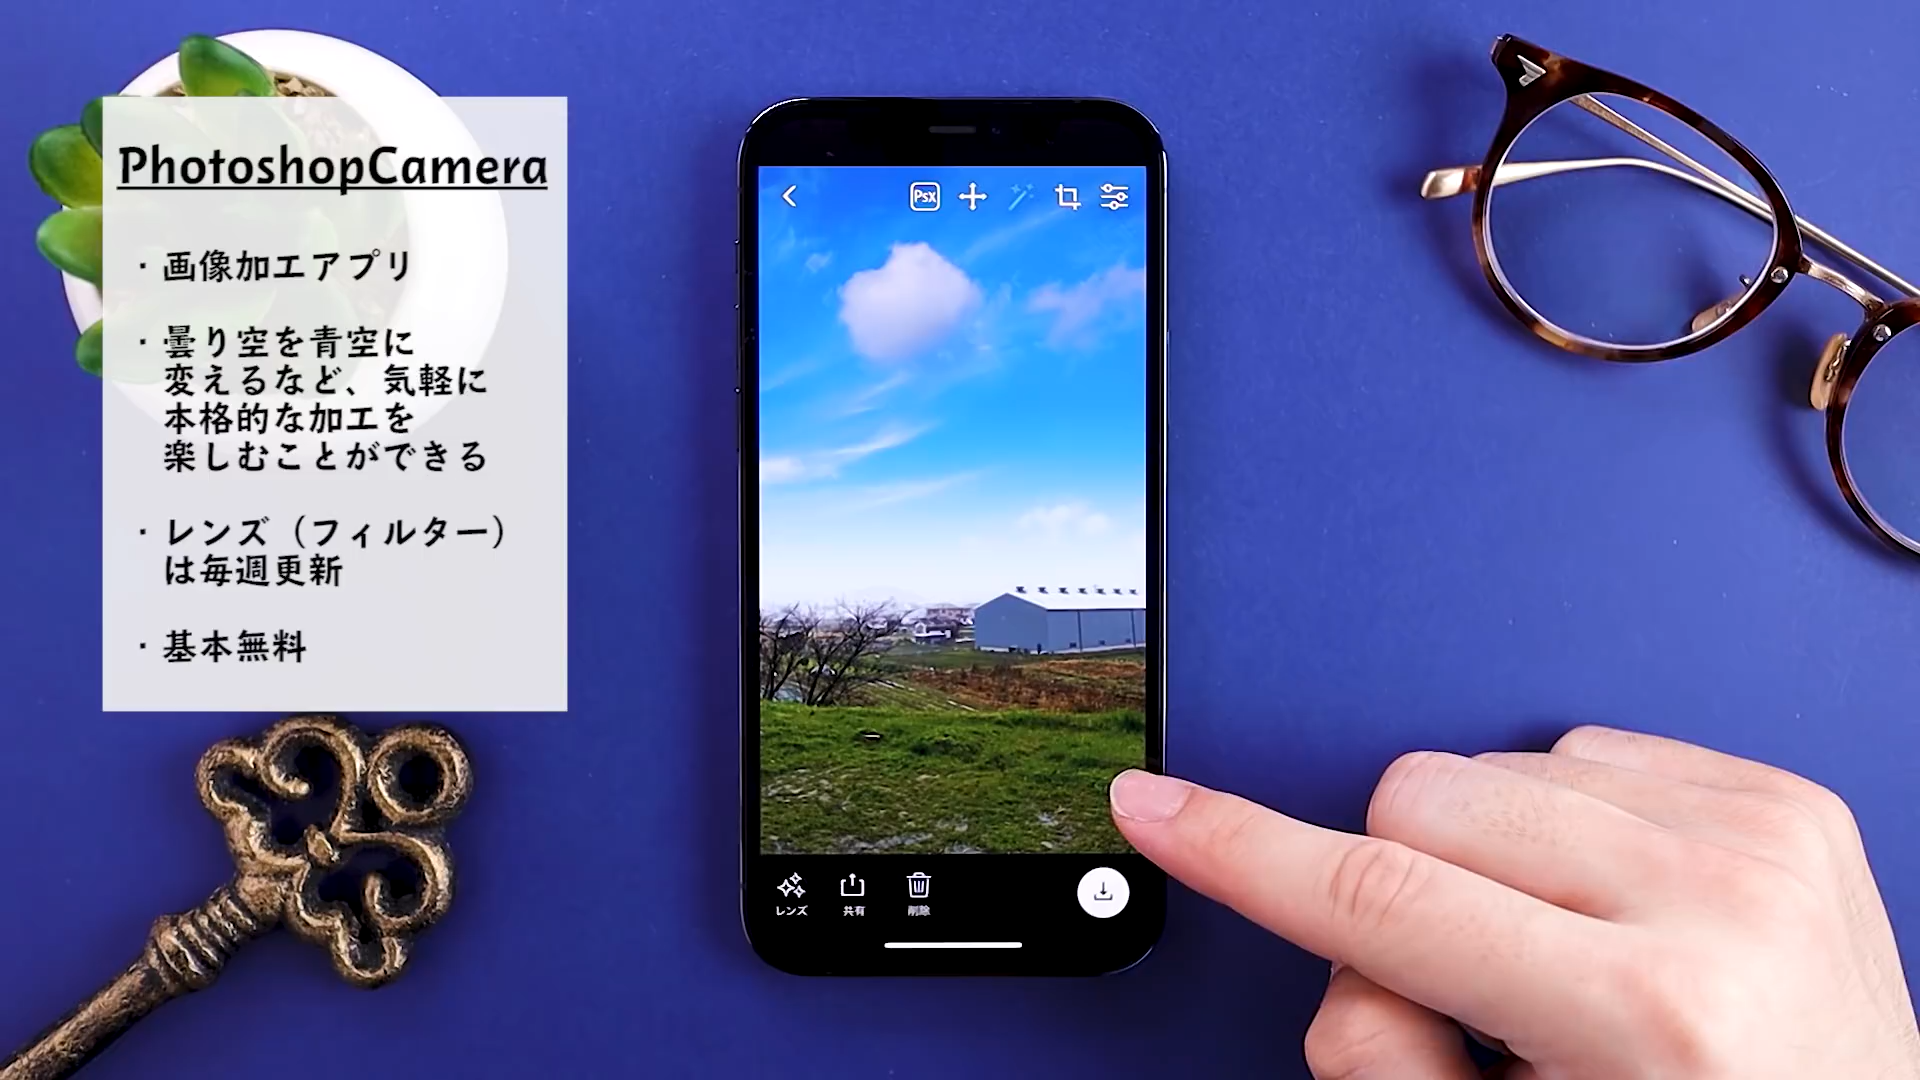 PhotoshopCamera
・画像加工アプリ
・曇り空を青空に
変えるなど、気軽に
本格的な加工を
楽しむことができる
・レンズ（フィルター）
は毎週更新
・基本無料
PsX
レンズ
共有
削除